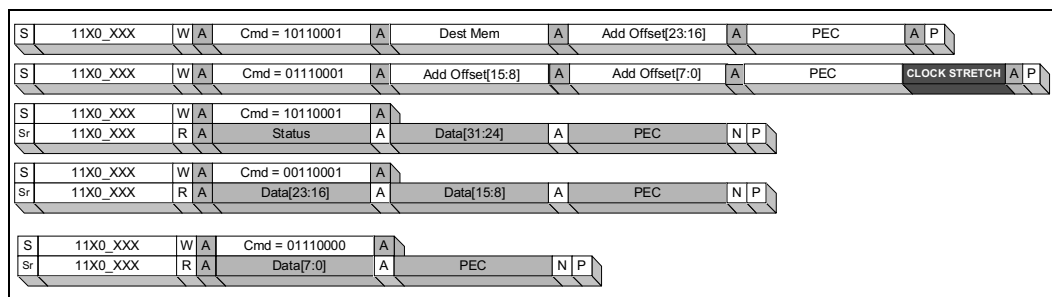 S 11X0_XXX W A Cmd = 10110001 A Dest Mem A Add Offset[23:16] A PEC A P
S 11X0_XXX W A Cmd = 01110001 A Add Offset[15:8] A Add Offset[7:0] A PEC CLOCK STRETCH A P
S 11X0_XXX W A Cmd = 10110001 A
Sr 11X0_XXX R A Status A Data[31:24] A PEC N P
S 11X0_XXX W A Cmd = 00110001 A
Sr 11X0_XXX R A Data[23:16] A Data[15:8] A PEC N P
S 11X0_XXX W A Cmd = 01110000 A
Sr 11X0_XXX R A Data[7:0] A PEC N P